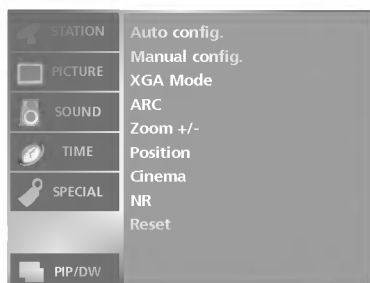 STATION
PICTURE
SOUND
TIME
SPECIAL
PIP/DW
Auto config.
Manual config.
XGA Mode
ARC
Zoom +/-
Position
Cinema
NR
Reset